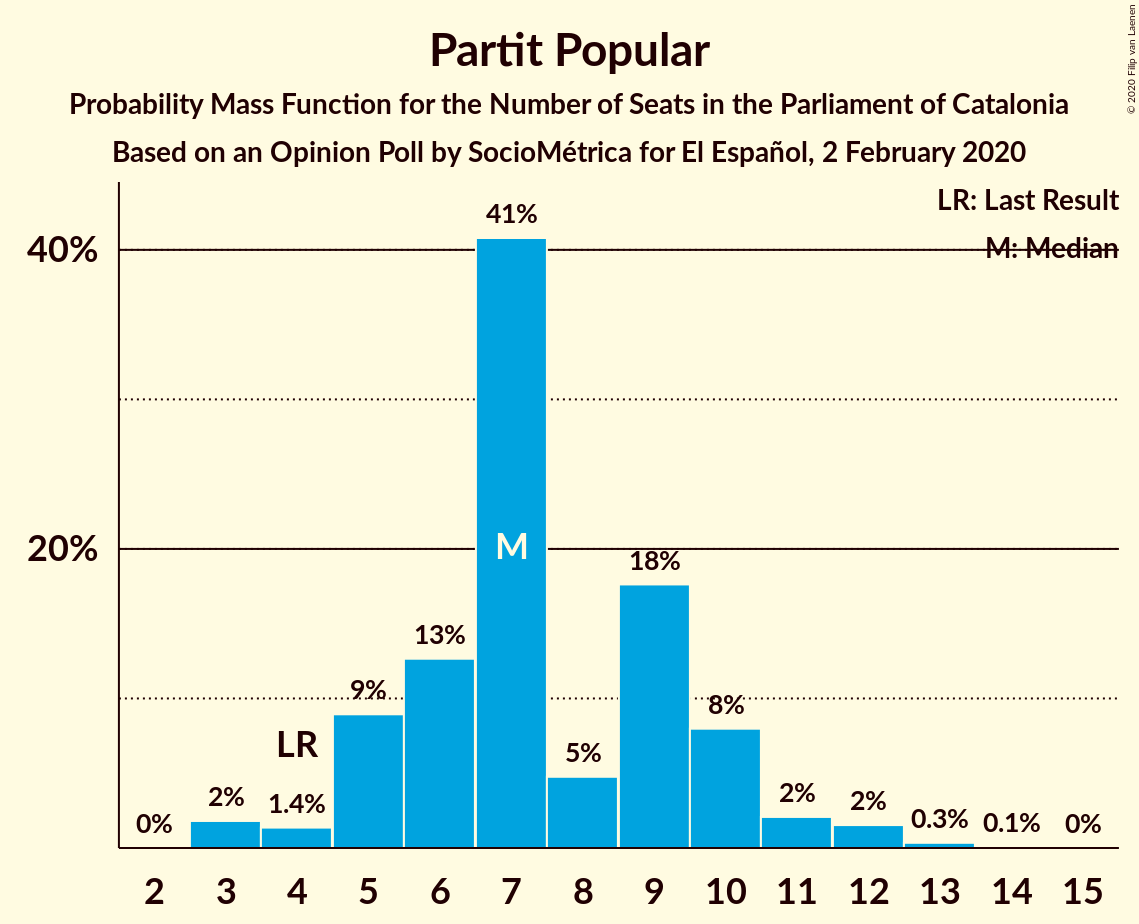 Partit Popular
Probability Mass Function for the Number of Seats in the Parliament of Catalonia
Based on an Opinion Poll by SocioMétrica for El Español, 2 February 2020
© 2020 Filip van Laenen
LR: Last Result
M: Median
40%
20%
0%
2%
1.4%
LR
9%
13%
41%
M
5%
18%
8%
2%
2%
0.3%
0.1%
0%
2 3 4 5 6 7 8 9 10 11 12 13 14 15